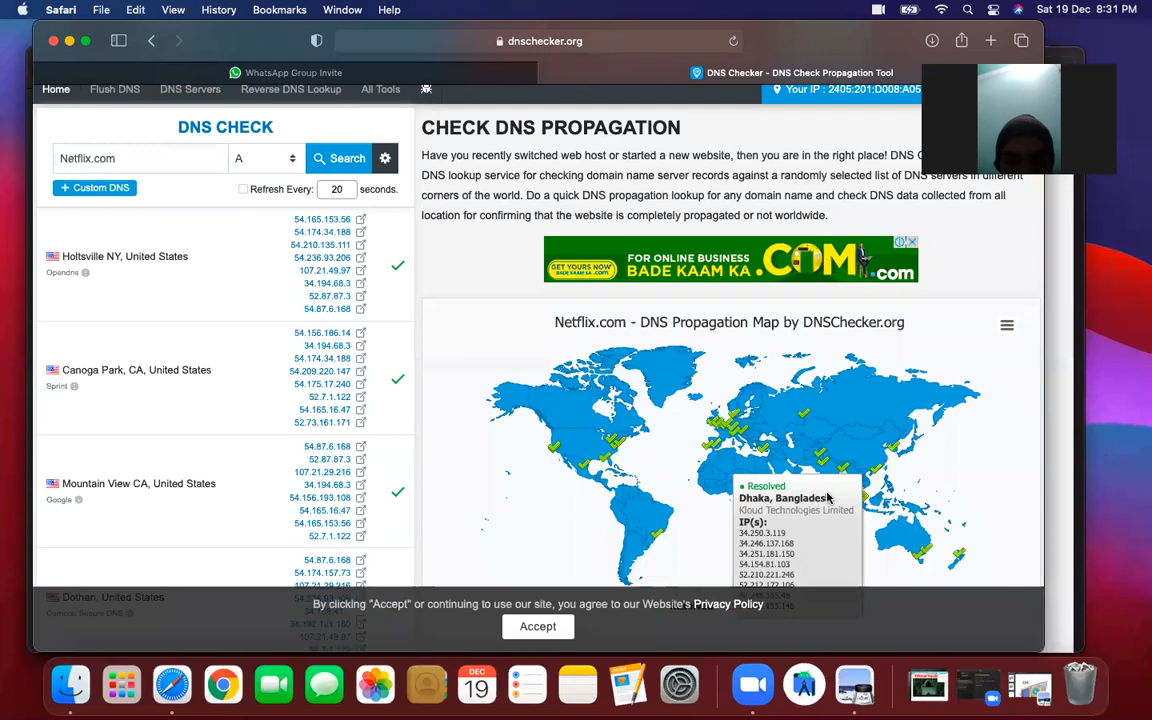 Safari File Edit View History Bookmarks Window Help
Sat 19 Dec 8:31 PM
dnschecker.org
WhatsApp Group Invite
DNS Checker - DNS Check Propagation Tool
Home Flush DNS DNS Servers Reverse DNS Lookup All Tools
Your IP : 2405:201:D008:A05
DNS CHECK
Netflix.com A Search
+ Custom DNS Refresh Every: 20 seconds.
54.165.153.56
54.174.34.188
54.210.135.111
54.236.93.206
Holtsville NY, United States
Opendns
107.21.49.97
34.194.68.3
52.87.87.3
54.87.6.168
54.156.186.14
34.194.68.3
54.174.34.188
54.209.220.147
Canoga Park, CA, United States
Sprint
54.175.17.240
52.7.1.122
54.165.16.47
52.73.161.171
54.87.6.168
52.87.87.3
107.21.29.216
34.194.68.3
Mountain View CA, United States
Google
54.156.193.108
54.165.16.47
54.165.153.56
52.7.1.122
54.87.6.168
54.174.157.73
107.21.29.216
Dothan, United States
CHECK DNS PROPAGATION
Have you recently switched web host or started a new website, then you are in the right place! DNS C
DNS lookup service for checking domain name server records against a randomly selected list of DNS servers in different
corners of the world. Do a quick DNS propagation lookup for any domain name and check DNS data collected from all
location for confirming that the website is completely propagated or not worldwide.
GET YOURS NOW
FOR ONLINE BUSINESS
BADE KAAM KA
.COM
.com
Netflix.com - DNS Propagation Map by DNSChecker.org
Resolved
Dhaka, Bangladesh
Kloud Technologies Limited
IP(s):
34.250.3.119
34.246.137.168
34.251.181.150
54.154.81.103
52.210.221.246
By clicking "Accept" or continuing to use our site, you agree to our Website's Privacy Policy
Accept
DEC
19